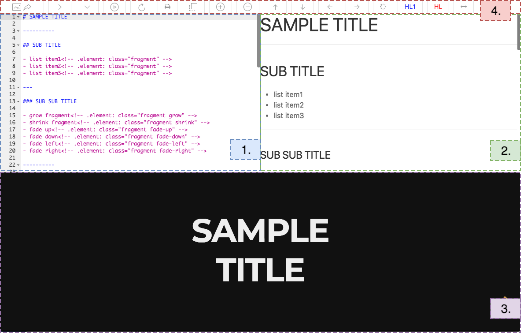 HL1 HL
4.
1 # SAMPLE TITLE
2
3 ----------
4
5 ## SUB TITLE
6
7 - list item1<!-- .element: class="fragment" -->
8 - list item2<!-- .element: class="fragment" -->
9 - list item3<!-- .element: class="fragment" -->
10
11 ---
12
13 ### SUB SUB TITLE
14
15 - grow fragment<!-- .element: class="fragment grow" -->
16 - shrink fragment<!-- .element: class="fragment shrink" -->
17 - fade up<!-- .element: class="fragment fade-up" -->
18 - fade down<!-- .element: class="fragment fade-down" -->
19 - fade left<!-- .element: class="fragment fade-left" -->
20 - fade right<!-- .element: class="fragment fade-right" -->
21
22 ----------
1.
SAMPLE TITLE
SUB TITLE
• list item1
• list item2
• list item3
SUB SUB TITLE
2.
SAMPLE
TITLE
3.